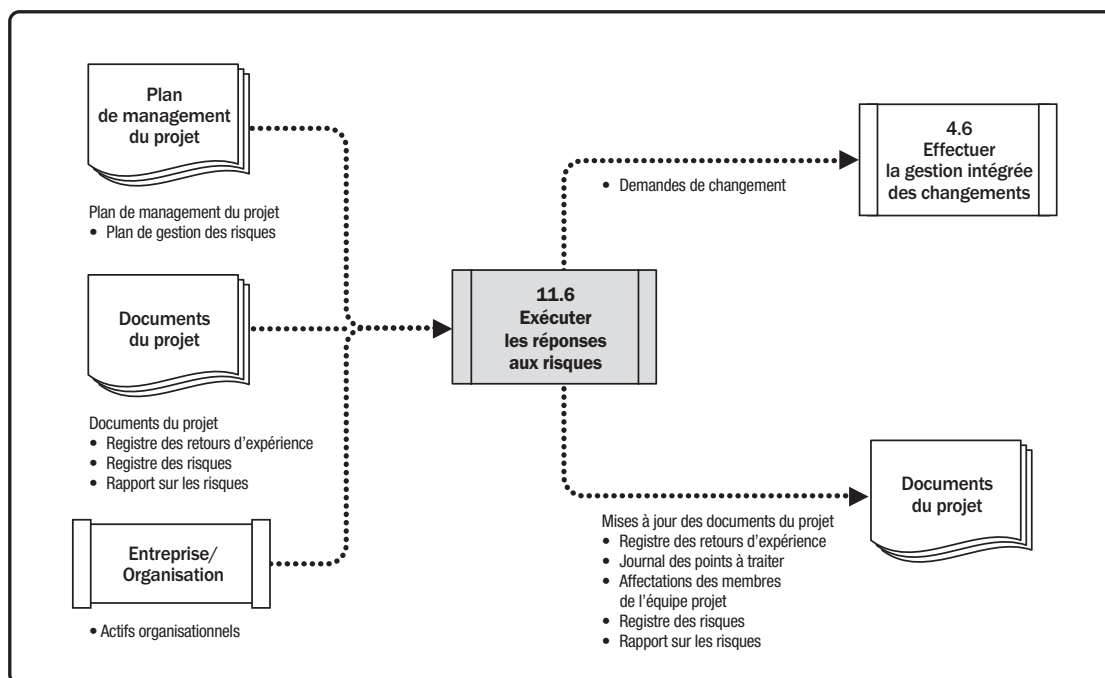 Plan
de management
du projet
Plan de management du projet
• Plan de gestion des risques
Documents
du projet
Documents du projet
• Registre des retours d’expérience
• Registre des risques
• Rapport sur les risques
Entreprise/
Organisation
• Actifs organisationnels
11.6
Exécuter
les réponses
aux risques
• Demandes de changement
4.6
Effectuer
la gestion intégrée
des changements
Mises à jour des documents du projet
• Registre des retours d’expérience
• Journal des points à traiter
• Affectations des membres
de l’équipe projet
• Registre des risques
• Rapport sur les risques
Documents
du projet